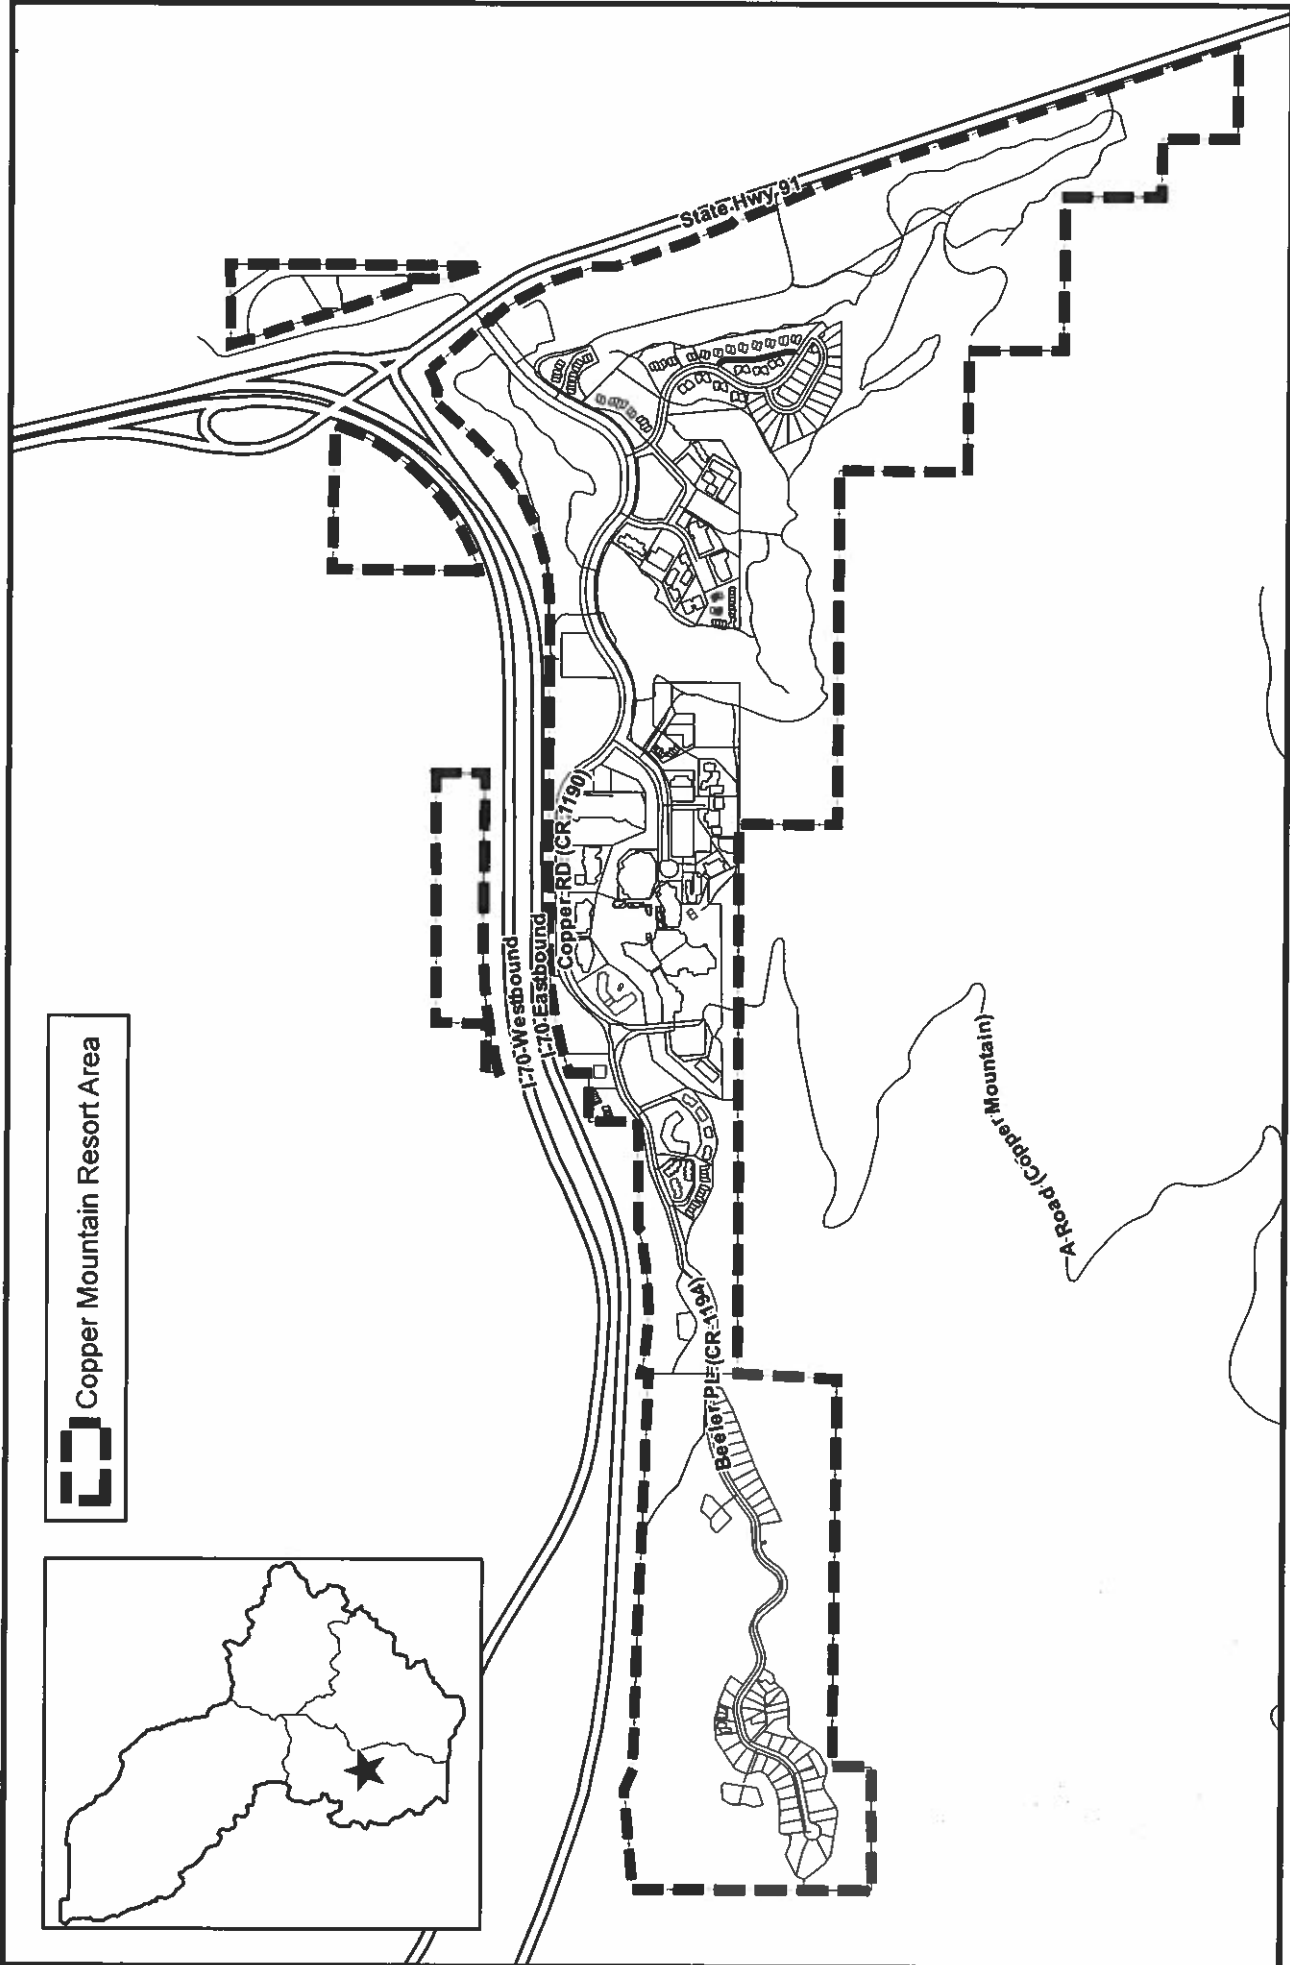 Copper Mountain Resort Area
I-70 Westbound
I-70 Eastbound
Copper RD (CR 1190)
State Hwy 91
Beeler PL (CR 1194)
A Road (Copper Mountain)